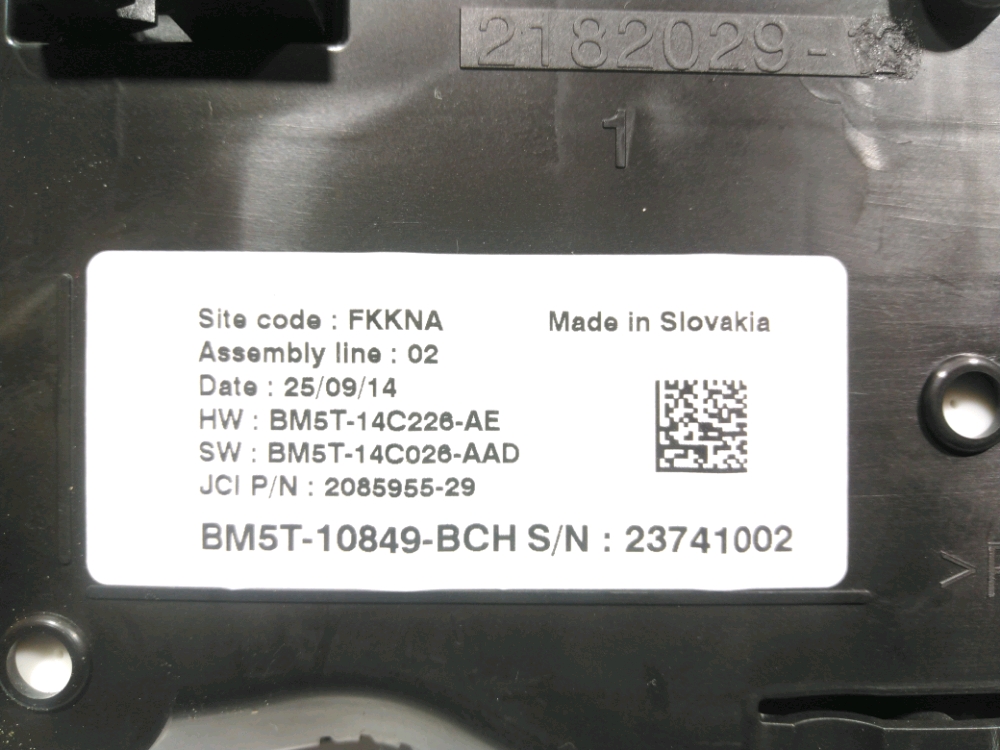 2182029-
1
Site code : FKKNA
Made in Slovakia
Assembly line : 02
Date : 25/09/14
HW : BM5T-14C226-AE
SW : BM5T-14C026-AAD
JCI P/N : 2085955-29
BM5T-10849-BCH S/N : 23741002
>